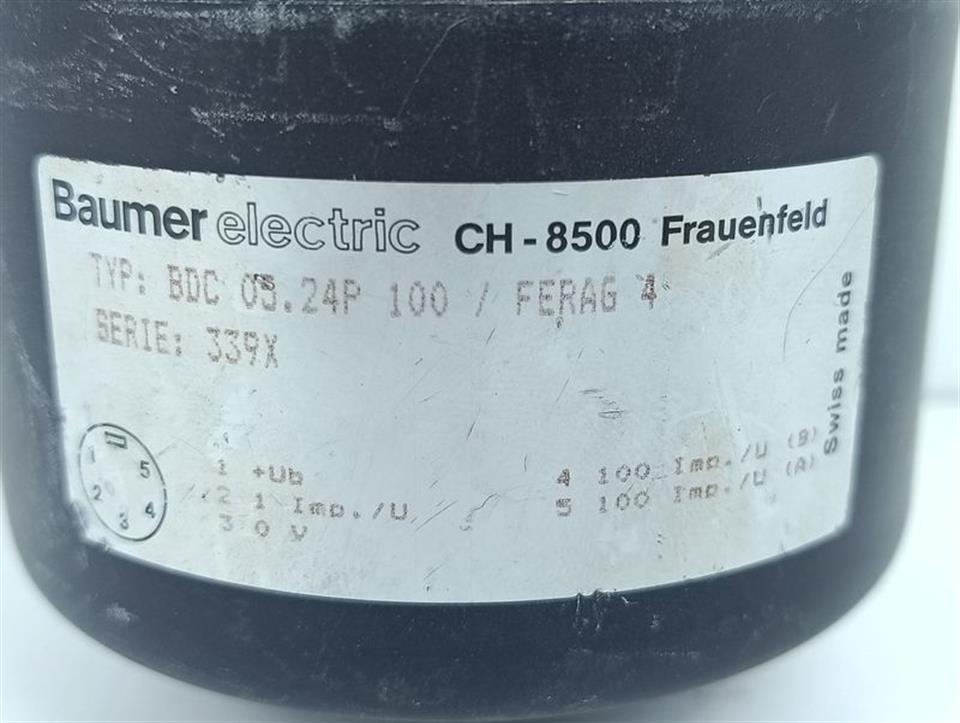 Baumer electric CH-8500 Frauenfeld
TYP: BDC 05.24P 100 / FERAG 4
SERIE: 339X
Swiss made
1 5
2 4
3
1 +Ub
2 1 Imp./U
3 0 V
4 100 Imp./U (B)
5 100 Imp./U (A)